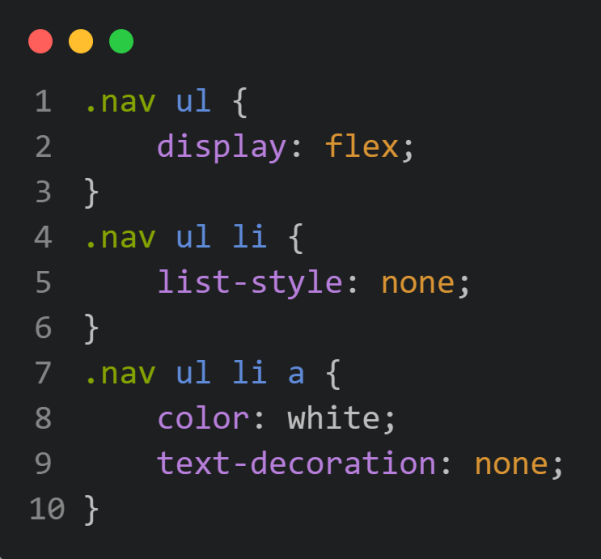 1 .nav ul {
2     display: flex;
3 }
4 .nav ul li {
5     list-style: none;
6 }
7 .nav ul li a {
8     color: white;
9     text-decoration: none;
10 }